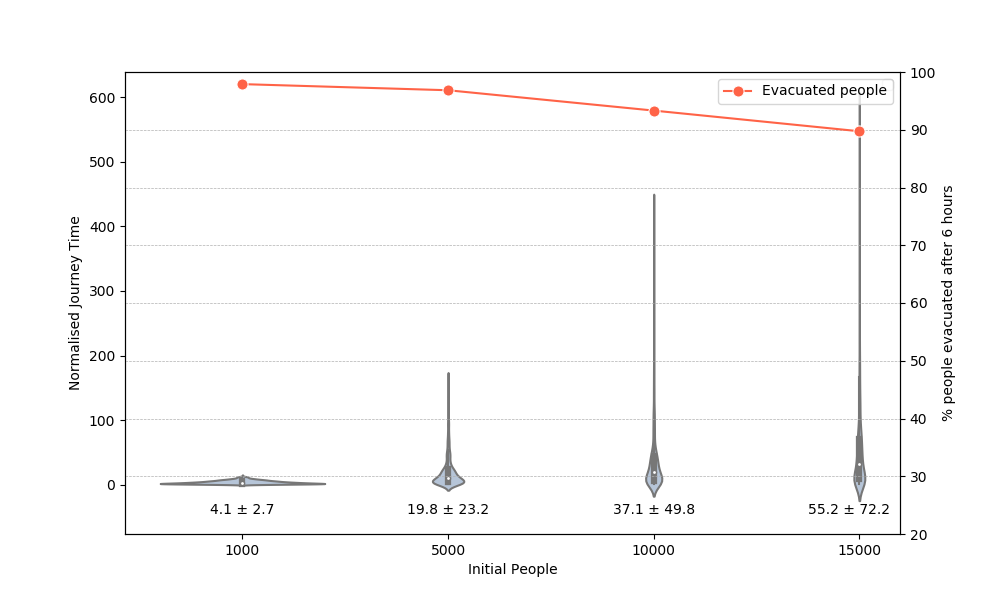 Evacuated people
600
500
400
300
200
100
0
Normalised Journey Time
100
90
80
70
60
50
40
30
20
% people evacuated after 6 hours
4.1 ± 2.7
19.8 ± 23.2
37.1 ± 49.8
55.2 ± 72.2
1000
5000
10000
15000
Initial People